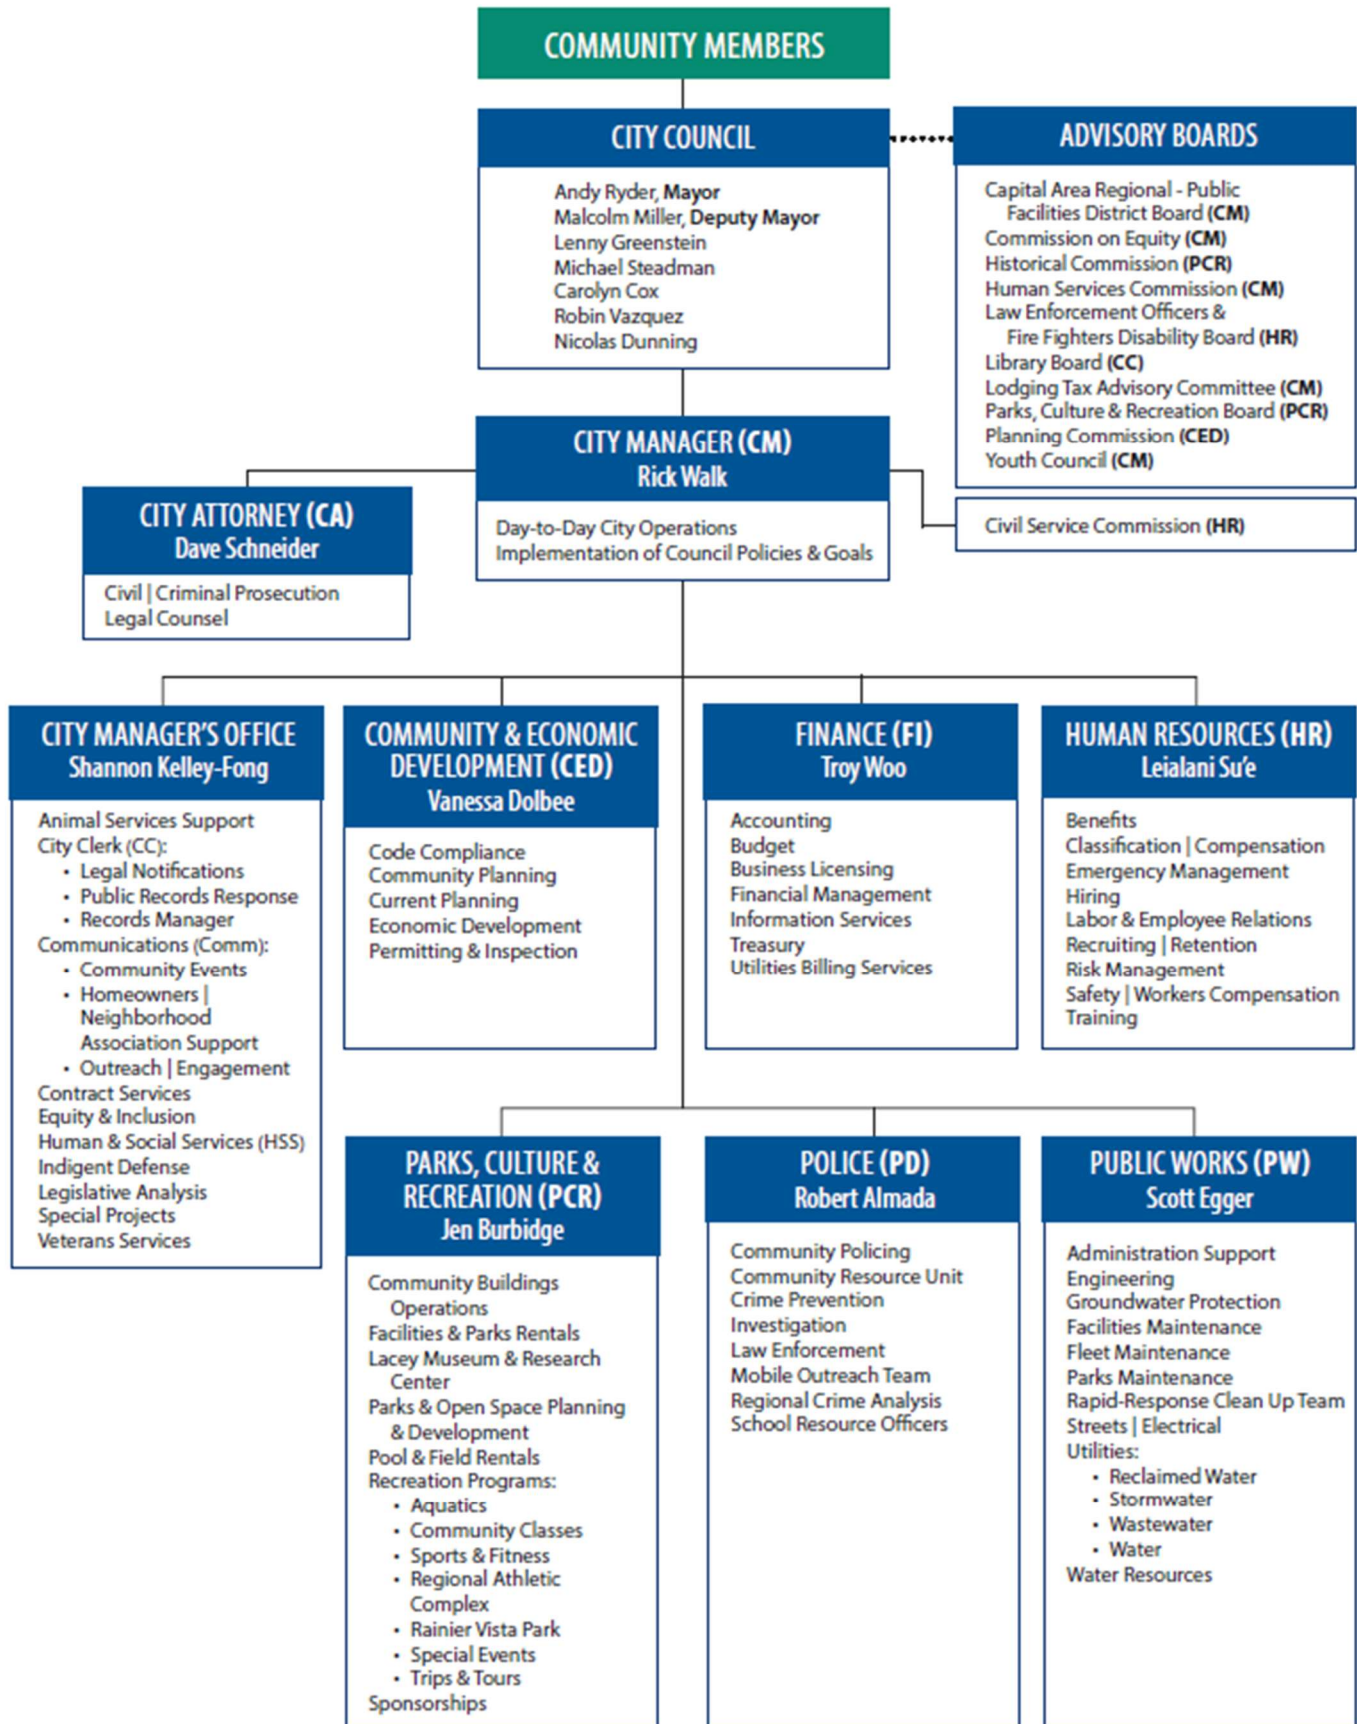 COMMUNITY MEMBERS
CITY COUNCIL
Andy Ryder, Mayor
Malcolm Miller, Deputy Mayor
Lenny Greenstein
Michael Steadman
Carolyn Cox
Robin Vazquez
Nicolas Dunning
ADVISORY BOARDS
Capital Area Regional - Public
Facilities District Board (CM)
Commission on Equity (CM)
Historical Commission (PCR)
Human Services Commission (CM)
Law Enforcement Officers &
Fire Fighters Disability Board (HR)
Library Board (CC)
Lodging Tax Advisory Committee (CM)
Parks, Culture & Recreation Board (PCR)
Planning Commission (CED)
Youth Council (CM)
CITY MANAGER (CM)
Rick Walk
Day-to-Day City Operations
Implementation of Council Policies & Goals
CITY ATTORNEY (CA)
Dave Schneider
Civil | Criminal Prosecution
Legal Counsel
Civil Service Commission (HR)
CITY MANAGER'S OFFICE
Shannon Kelley-Fong
Animal Services Support
City Clerk (CC):
• Legal Notifications
• Public Records Response
• Records Manager
Communications (Comm):
• Community Events
• Homeowners |
Neighborhood
Association Support
• Outreach | Engagement
Contract Services
Equity & Inclusion
Human & Social Services (HSS)
Indigent Defense
Legislative Analysis
Special Projects
Veterans Services
COMMUNITY & ECONOMIC
DEVELOPMENT (CED)
Vanessa Dolbee
Code Compliance
Community Planning
Current Planning
Economic Development
Permitting & Inspection
FINANCE (FI)
Troy Woo
Accounting
Budget
Business Licensing
Financial Management
Information Services
Treasury
Utilities Billing Services
HUMAN RESOURCES (HR)
Leialani Su'e
Benefits
Classification | Compensation
Emergency Management
Hiring
Labor & Employee Relations
Recruiting | Retention
Risk Management
Safety | Workers Compensation
Training
PARKS, CULTURE &
RECREATION (PCR)
Jen Burbidge
Community Buildings
Operations
Facilities & Parks Rentals
Lacey Museum & Research
Center
Parks & Open Space Planning
& Development
Pool & Field Rentals
Recreation Programs:
• Aquatics
• Community Classes
• Sports & Fitness
• Regional Athletic
Complex
• Rainier Vista Park
• Special Events
• Trips & Tours
Sponsorships
POLICE (PD)
Robert Almada
Community Policing
Community Resource Unit
Crime Prevention
Investigation
Law Enforcement
Mobile Outreach Team
Regional Crime Analysis
School Resource Officers
PUBLIC WORKS (PW)
Scott Egger
Administration Support
Engineering
Groundwater Protection
Facilities Maintenance
Fleet Maintenance
Parks Maintenance
Rapid-Response Clean Up Team
Streets | Electrical
Utilities:
• Reclaimed Water
• Stormwater
• Wastewater
• Water
Water Resources